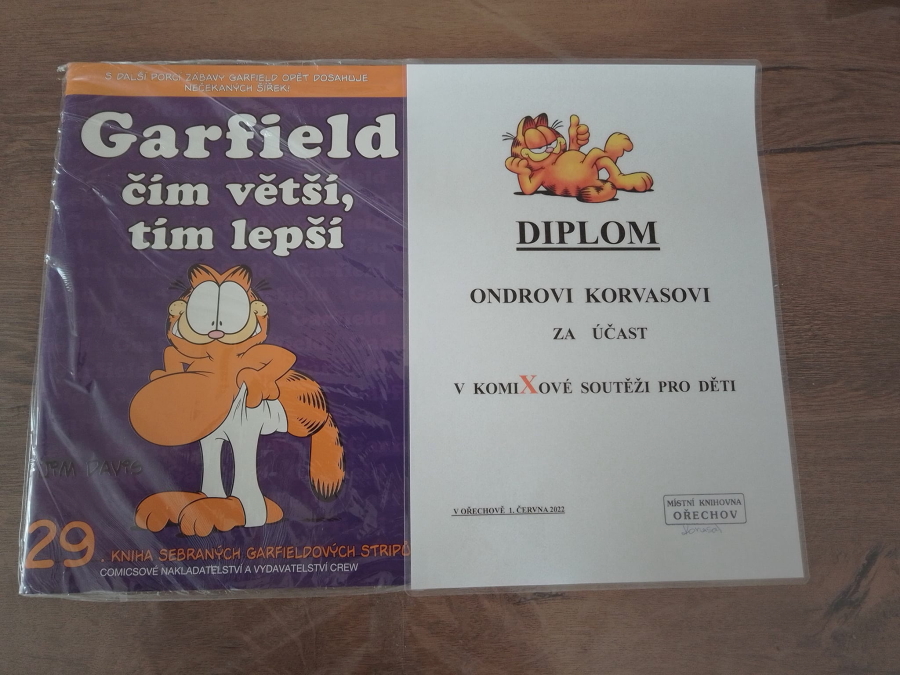 S DALŠÍ PORCÍ ZÁBAVY GARFIELD OPĚT DOSAHUJE
NEČEKANÝCH ŠÍŘEK!
Garfield
čím větší,
tím lepší
JIM DAVIS
29. KNIHA SEBRANÝCH GARFIELDOVÝCH STRIPŮ
COMICSOVÉ NAKLADATELSTVÍ A VYDAVATELSTVÍ CREW
DIPLOM
ONDROVI KORVASOVI
ZA ÚČAST
V KOMIXOVÉ SOUTĚŽI PRO DĚTI
V OŘECHOVĚ 1. ČERVNA 2022
MÍSTNÍ KNIHOVNA
OŘECHOV